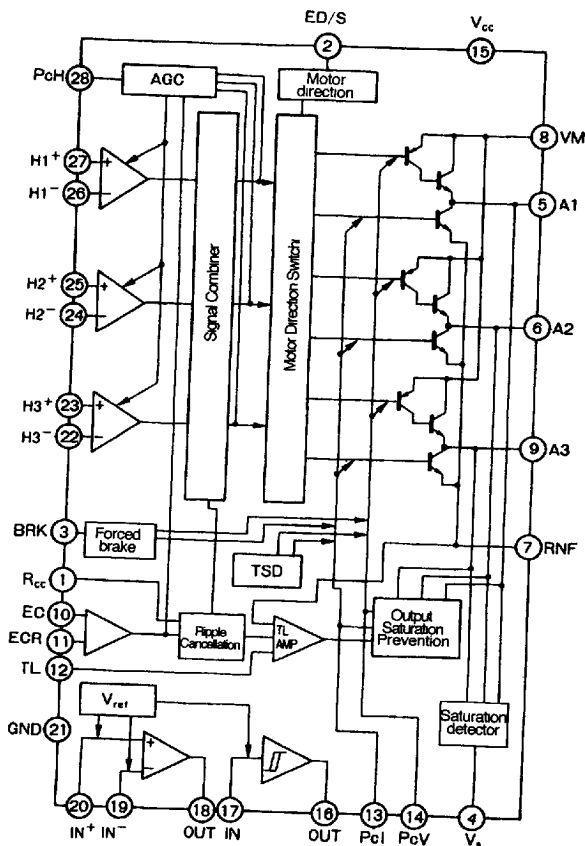 ED/S
Vcc
2
15
PcH 28
AGC
Motor
direction
8 VM
H1+ 27
+
H1- 26
−
5 A1
H2+ 25
+
H2- 24
−
6 A2
H3+ 23
+
H3- 22
−
9 A3
Signal Combiner
Motor Direction Switch
BRK 3
Forced
brake
7 RNF
TSD
Rcc 1
EC 10
ECR 11
Ripple
Cancellation
TL
AMP
Output
Saturation
Prevention
TL 12
GND 21
Vref
+
−
Saturation
detector
20 19 18 17 16 13 14 4
IN+ IN- OUT IN OUT PcI PcV